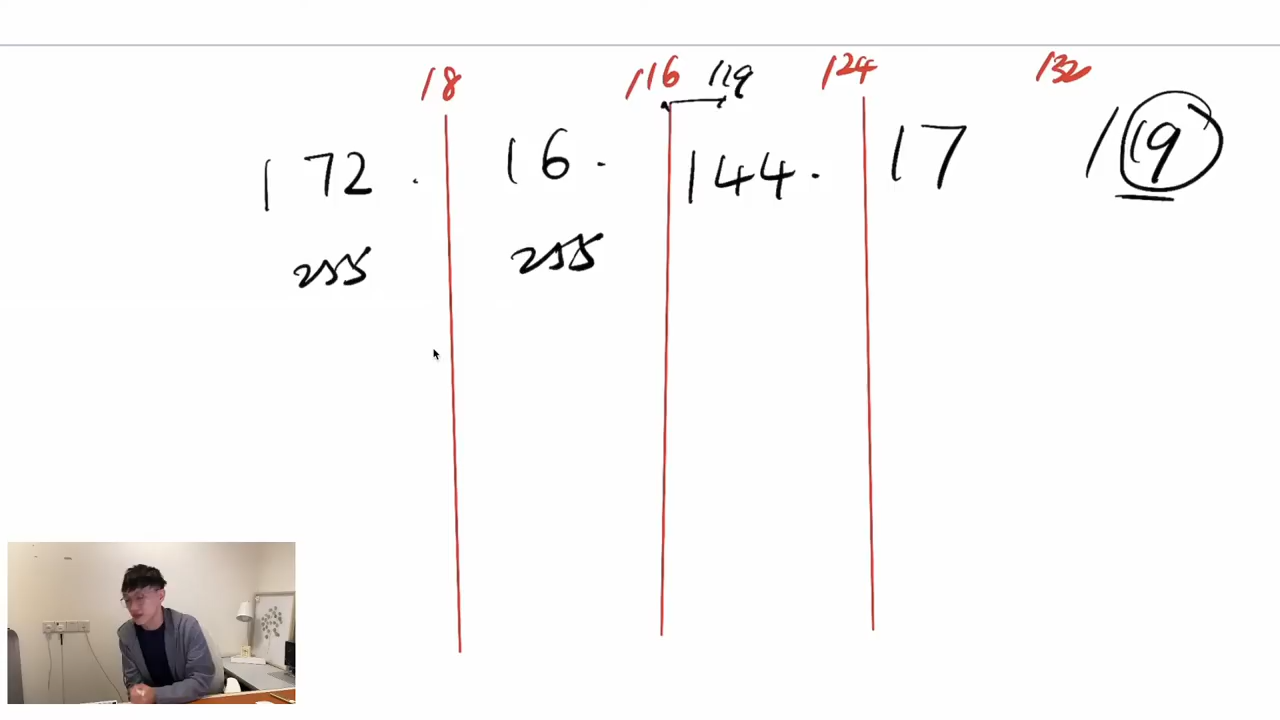 /8 /16 /19 /24 /32
172. 16. 144. 17 /19
255 255